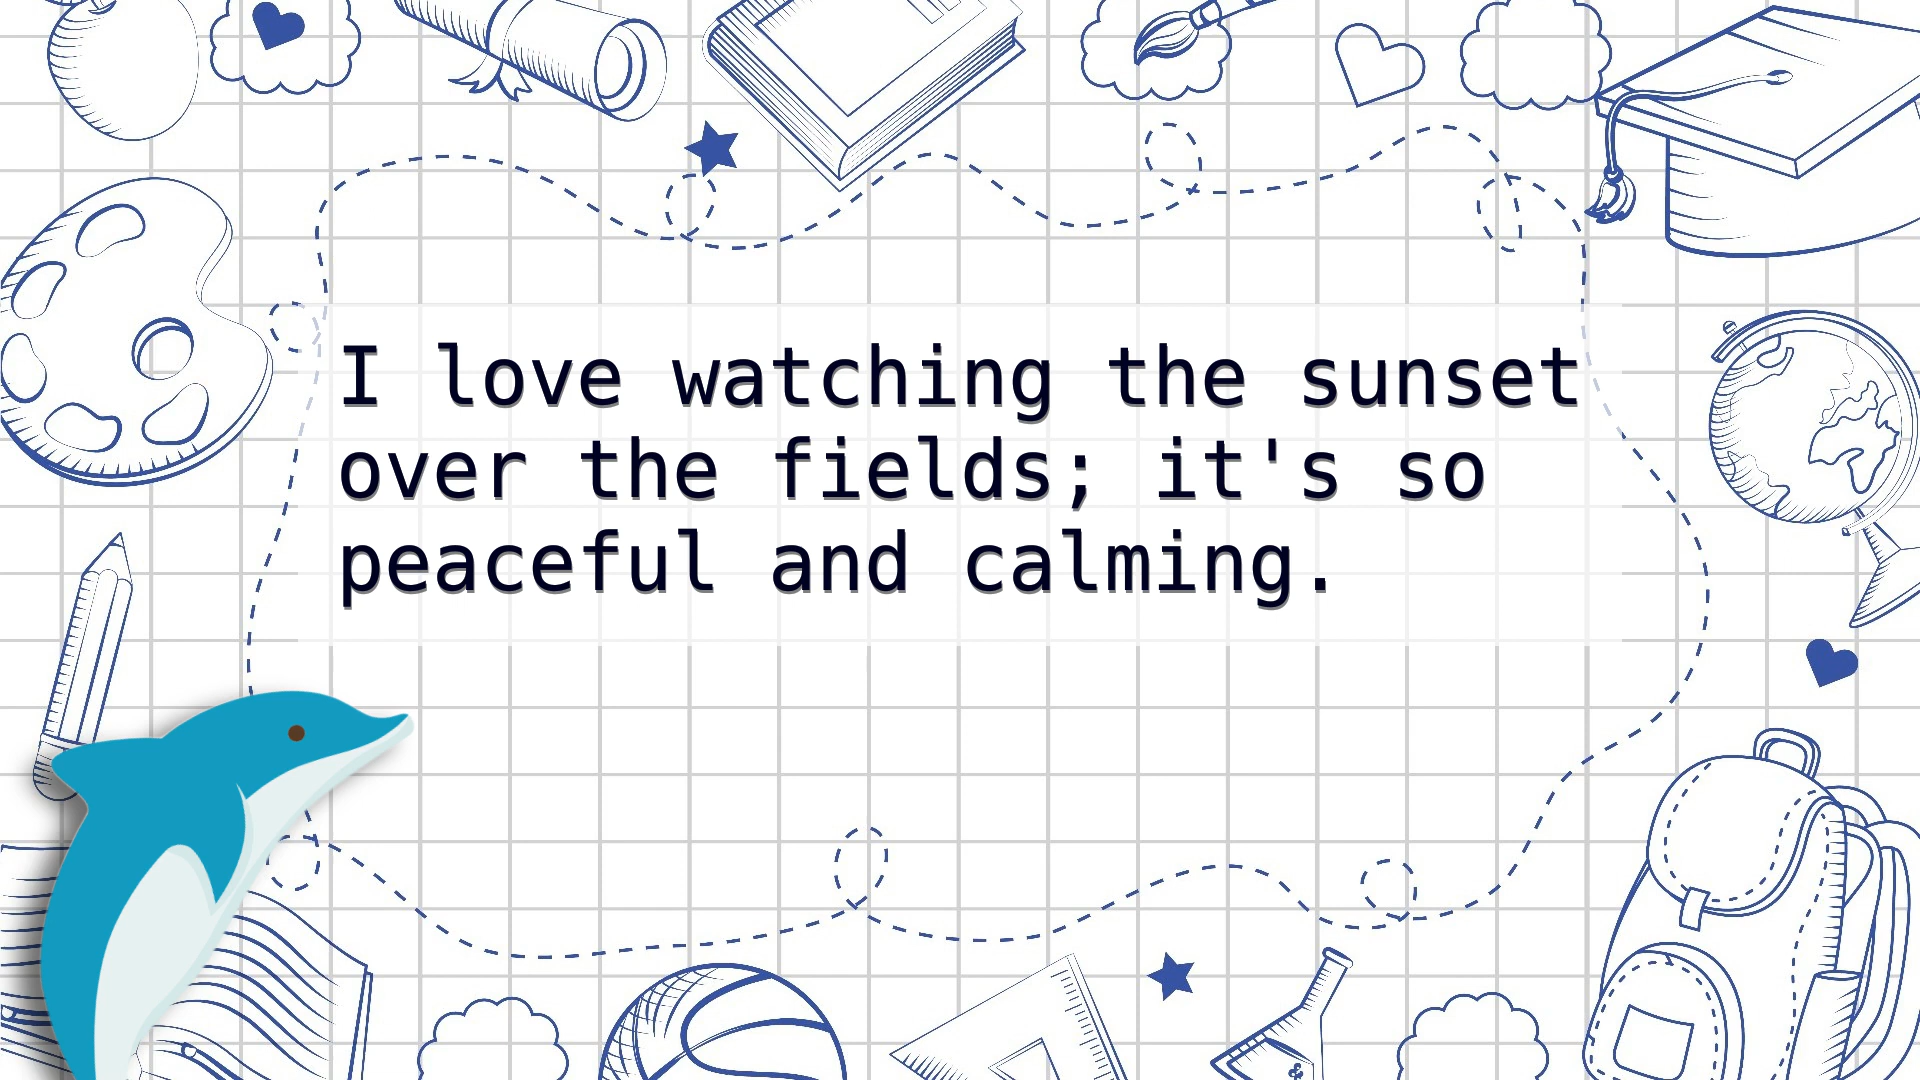 I love watching the sunset
over the fields; it's so
peaceful and calming.